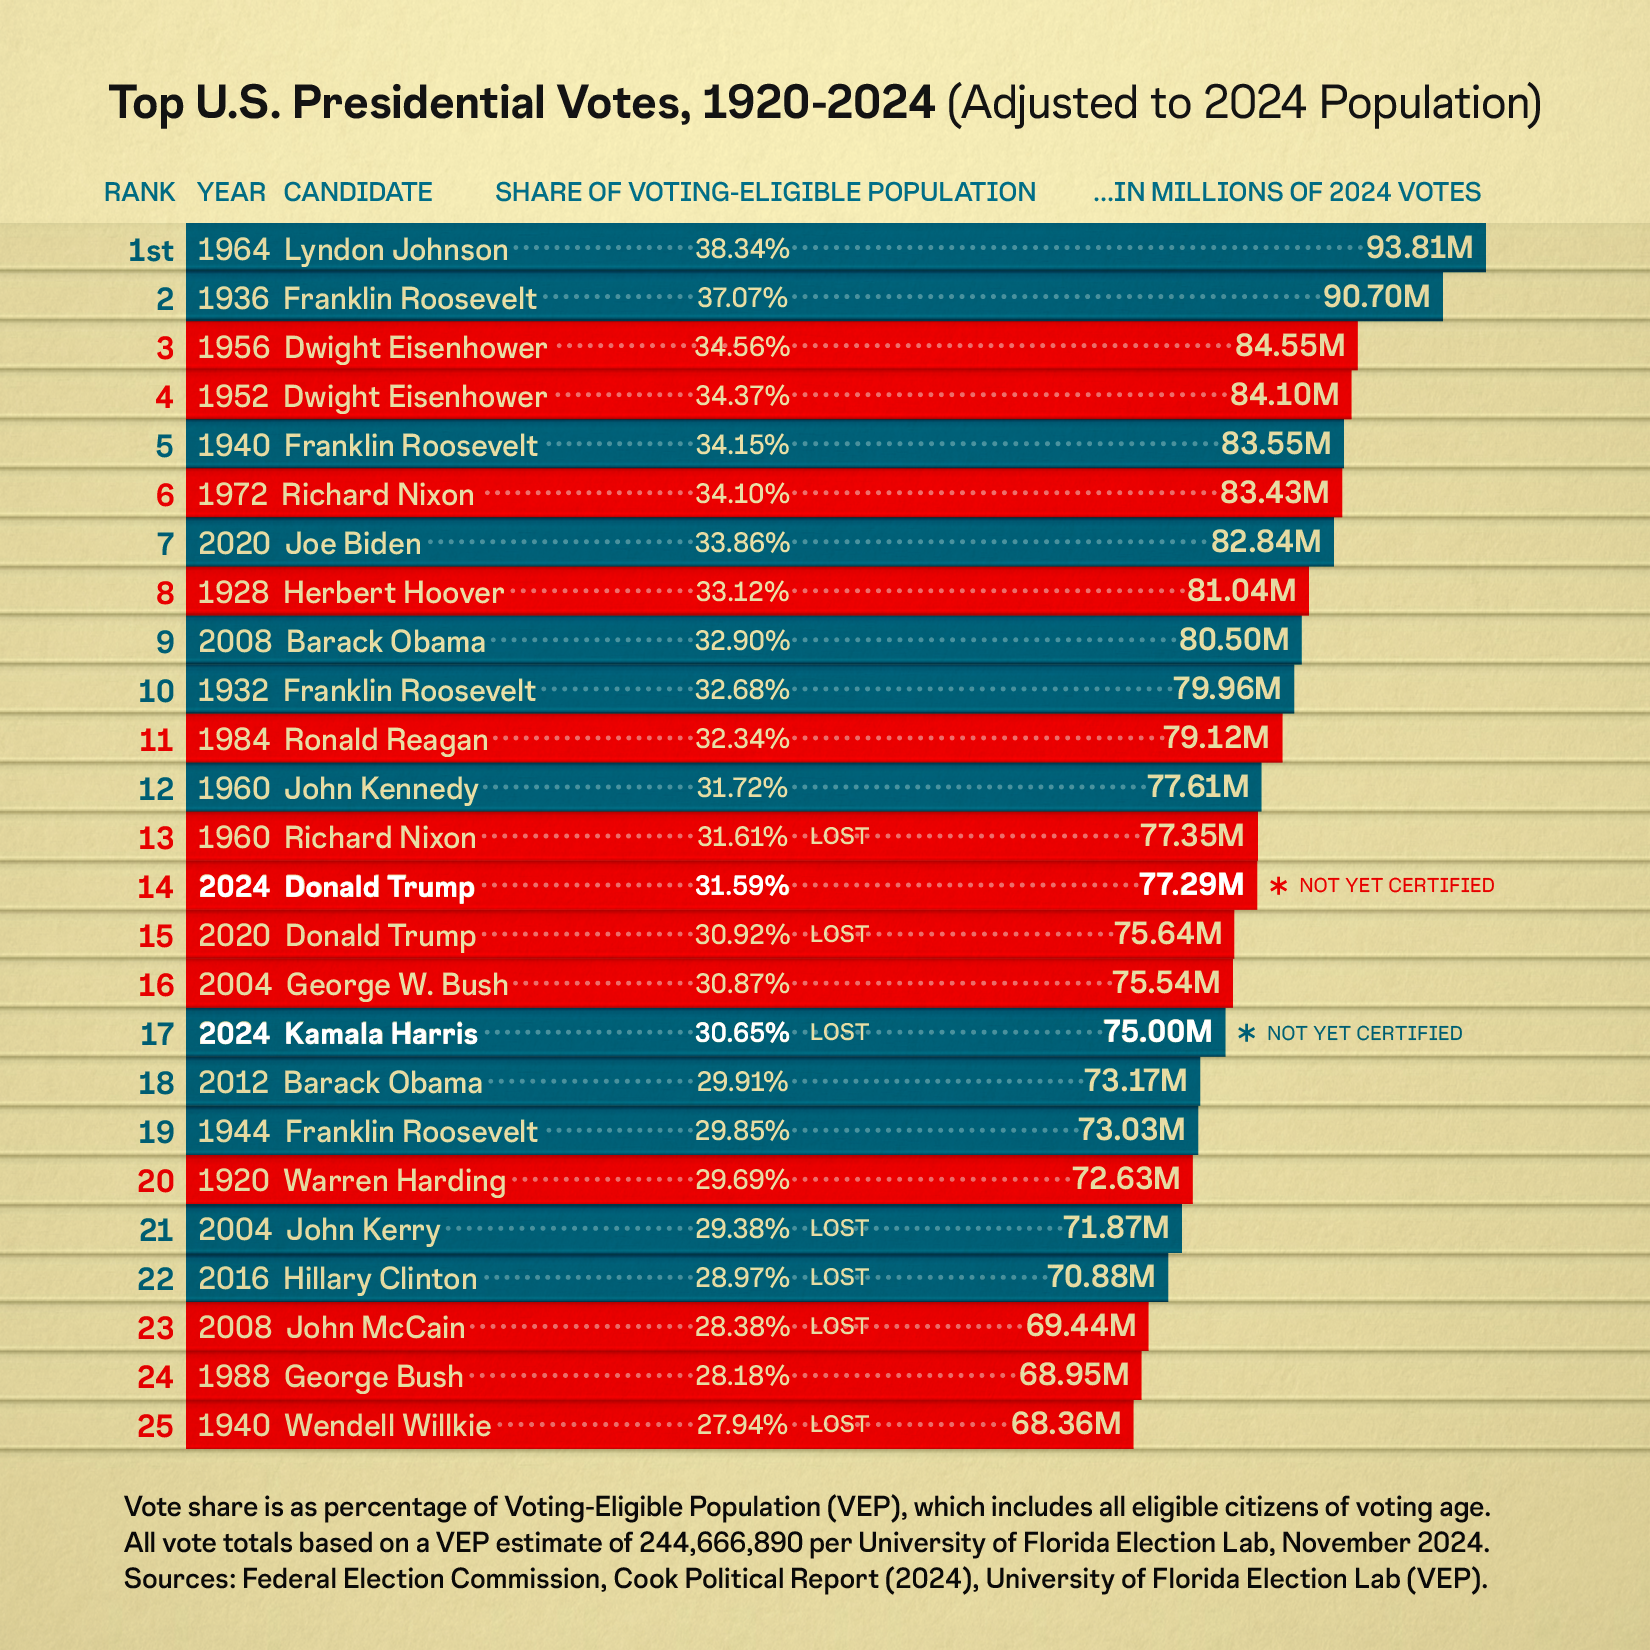 Top U.S. Presidential Votes, 1920-2024 (Adjusted to 2024 Population)
RANK YEAR CANDIDATE SHARE OF VOTING-ELIGIBLE POPULATION ...IN MILLIONS OF 2024 VOTES
1st 1964 Lyndon Johnson 38.34% 93.81M
2 1936 Franklin Roosevelt 37.07% 90.70M
3 1956 Dwight Eisenhower 34.56% 84.55M
4 1952 Dwight Eisenhower 34.37% 84.10M
5 1940 Franklin Roosevelt 34.15% 83.55M
6 1972 Richard Nixon 34.10% 83.43M
7 2020 Joe Biden 33.86% 82.84M
8 1928 Herbert Hoover 33.12% 81.04M
9 2008 Barack Obama 32.90% 80.50M
10 1932 Franklin Roosevelt 32.68% 79.96M
11 1984 Ronald Reagan 32.34% 79.12M
12 1960 John Kennedy 31.72% 77.61M
13 1960 Richard Nixon 31.61% LOST 77.35M
14 2024 Donald Trump 31.59% 77.29M * NOT YET CERTIFIED
15 2020 Donald Trump 30.92% LOST 75.64M
16 2004 George W. Bush 30.87% 75.54M
17 2024 Kamala Harris 30.65% LOST 75.00M * NOT YET CERTIFIED
18 2012 Barack Obama 29.91% 73.17M
19 1944 Franklin Roosevelt 29.85% 73.03M
20 1920 Warren Harding 29.69% 72.63M
21 2004 John Kerry 29.38% LOST 71.87M
22 2016 Hillary Clinton 28.97% LOST 70.88M
23 2008 John McCain 28.38% LOST 69.44M
24 1988 George Bush 28.18% 68.95M
25 1940 Wendell Willkie 27.94% LOST 68.36M
Vote share is as percentage of Voting-Eligible Population (VEP), which includes all eligible citizens of voting age.
All vote totals based on a VEP estimate of 244,666,890 per University of Florida Election Lab, November 2024.
Sources: Federal Election Commission, Cook Political Report (2024), University of Florida Election Lab (VEP).